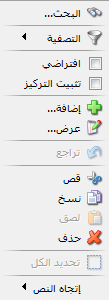 البحث...
التصفية
افتراضي
تثبيت التركيز
إضافة...
عرض...
تراجع
قص
نسخ
لصق
حذف
تحديد الكل
إتجاه النص